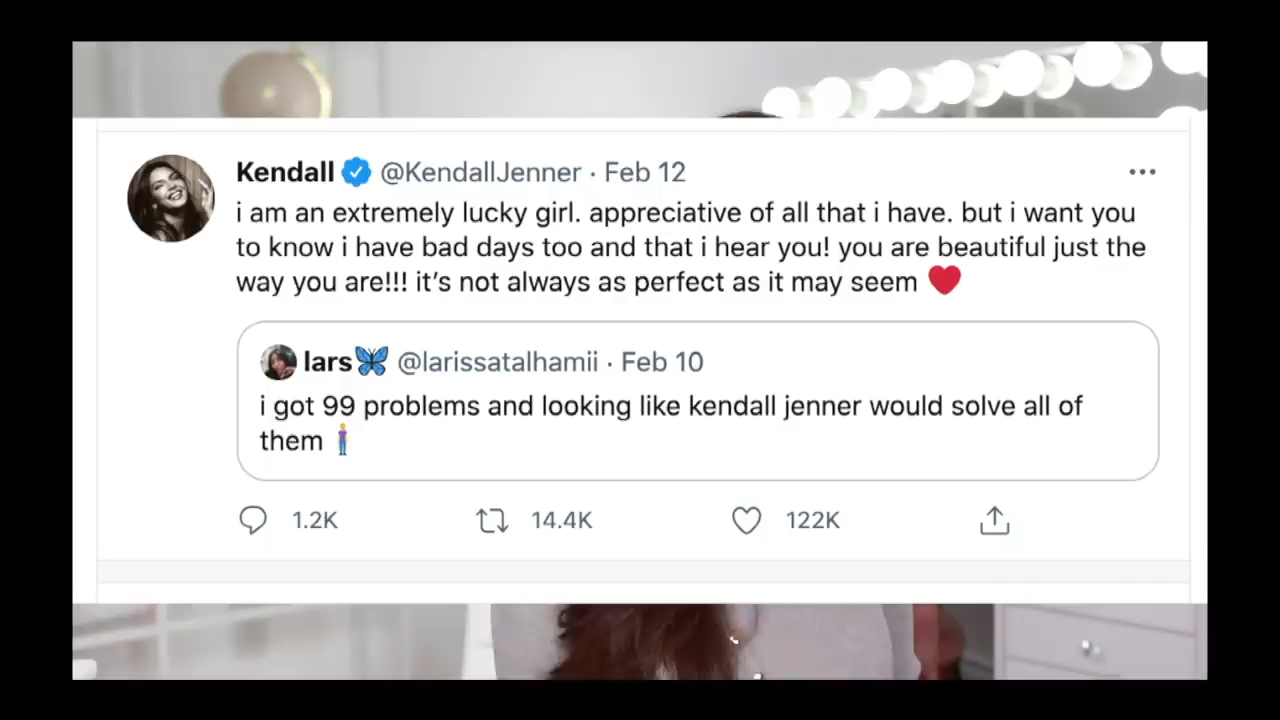 Kendall @KendallJenner · Feb 12
i am an extremely lucky girl. appreciative of all that i have. but i want you
to know i have bad days too and that i hear you! you are beautiful just the
way you are!!! it’s not always as perfect as it may seem ❤️
lars🦋 @larissatalhamii · Feb 10
i got 99 problems and looking like kendall jenner would solve all of
them 🧍‍♀️
1.2K 14.4K 122K